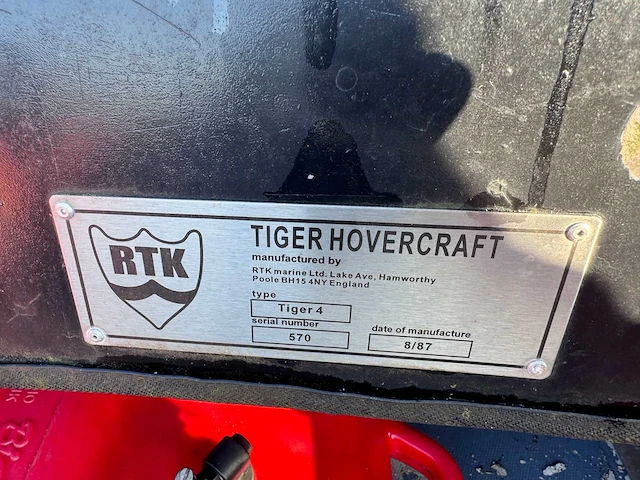 RTK
TIGER HOVERCRAFT
manufactured by
RTK marine Ltd, Lake Ave, Hamworthy
Poole BH15 4NY England
type
Tiger 4
serial number
570
date of manufacture
8/87